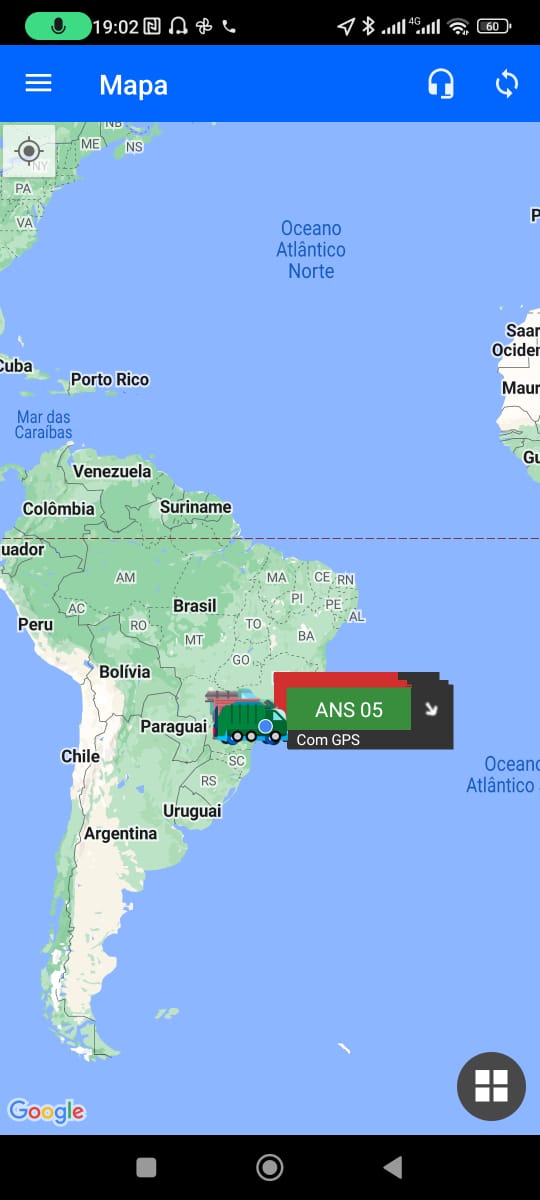 19:02
4G
60
Mapa
NB
ME
NS
NY
PA
VA
Oceano
Atlântico
Norte
Saar
Ociden
Cuba
Porto Rico
Maur
Mar das
Caraíbas
Gu
Venezuela
Colômbia
Suriname
uador
AM
MA
CE
RN
PI
AC
Brasil
PE
Peru
RO
TO
AL
MT
BA
GO
Bolívia
ANS 05
Paraguai
Com GPS
Chile
SC
Oceano
Atlântico
RS
Uruguai
Argentina
Google